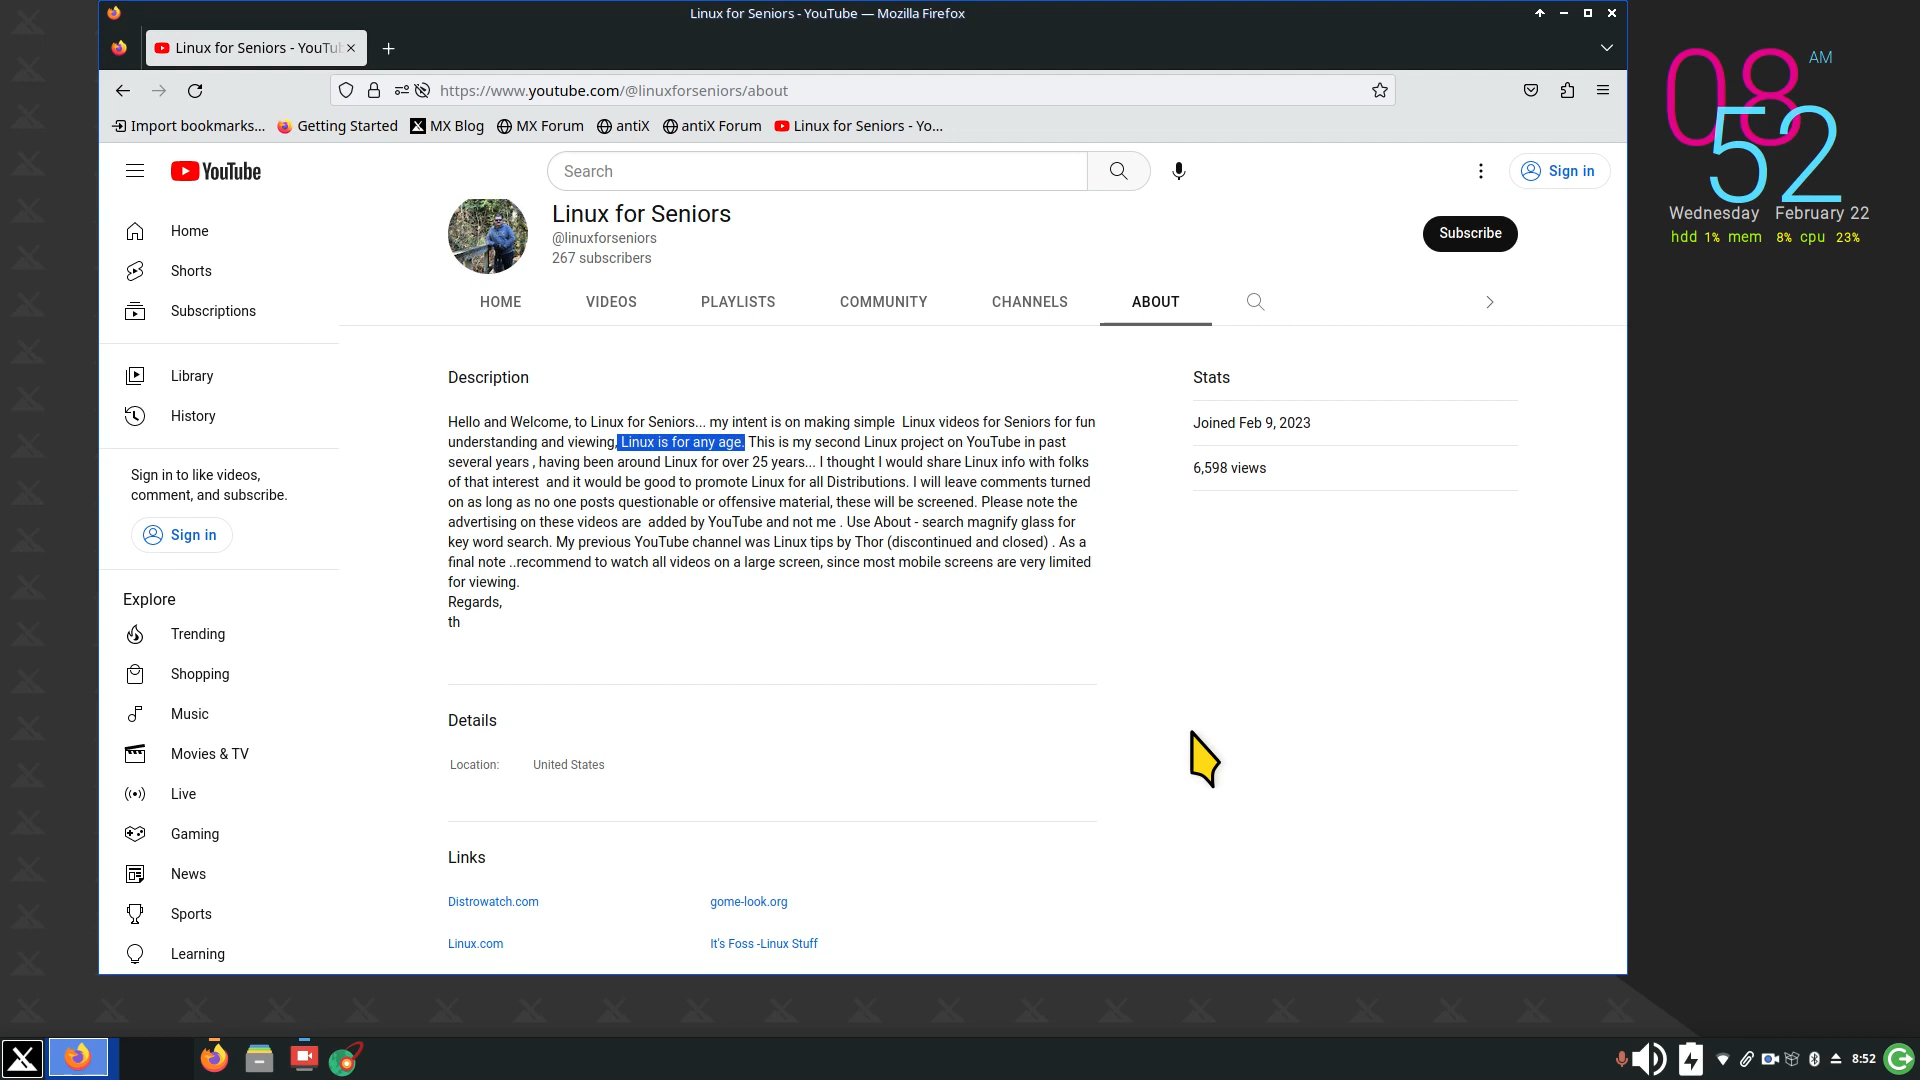 Linux for Seniors - YouTube — Mozilla Firefox
Linux for Seniors - YouTu
https://www.youtube.com/@linuxforseniors/about
Import bookmarks...
Getting Started
MX Blog
MX Forum
antiX
antiX Forum
Linux for Seniors - Yo...
YouTube
Search
Sign in
Home
Shorts
Subscriptions
Library
History
Sign in to like videos,
comment, and subscribe.
Sign in
Explore
Trending
Shopping
Music
Movies & TV
Live
Gaming
News
Sports
Learning
Linux for Seniors
@linuxforseniors
267 subscribers
Subscribe
HOME
VIDEOS
PLAYLISTS
COMMUNITY
CHANNELS
ABOUT
Description
Hello and Welcome, to Linux for Seniors... my intent is on making simple  Linux videos for Seniors for fun
understanding and viewing, Linux is for any age. This is my second Linux project on YouTube in past
several years , having been around Linux for over 25 years... I thought I would share Linux info with folks
of that interest  and it would be good to promote Linux for all Distributions. I will leave comments turned
on as long as no one posts questionable or offensive material, these will be screened. Please note the
advertising on these videos are  added by YouTube and not me . Use About - search magnify glass for
key word search. My previous YouTube channel was Linux tips by Thor (discontinued and closed) . As a
final note ..recommend to watch all videos on a large screen, since most mobile screens are very limited
for viewing.
Regards,
th
Details
Location: United States
Links
Distrowatch.com
gome-look.org
Linux.com
It's Foss -Linux Stuff
Stats
Joined Feb 9, 2023
6,598 views
08 AM
52
Wednesday February 22
hdd 1% mem 8% cpu 23%
8:52